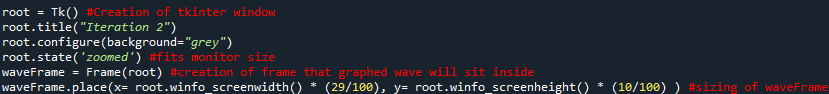 root = Tk() #Creation of tkinter window
root.title("Iteration 2")
root.configure(background="grey")
root.state('zoomed') #fits monitor size
waveFrame = Frame(root) #creation of frame that graphed wave will sit inside
waveFrame.place(x= root.winfo_screenwidth() * (29/100), y= root.winfo_screenheight() * (10/100) ) #sizing of waveFrame